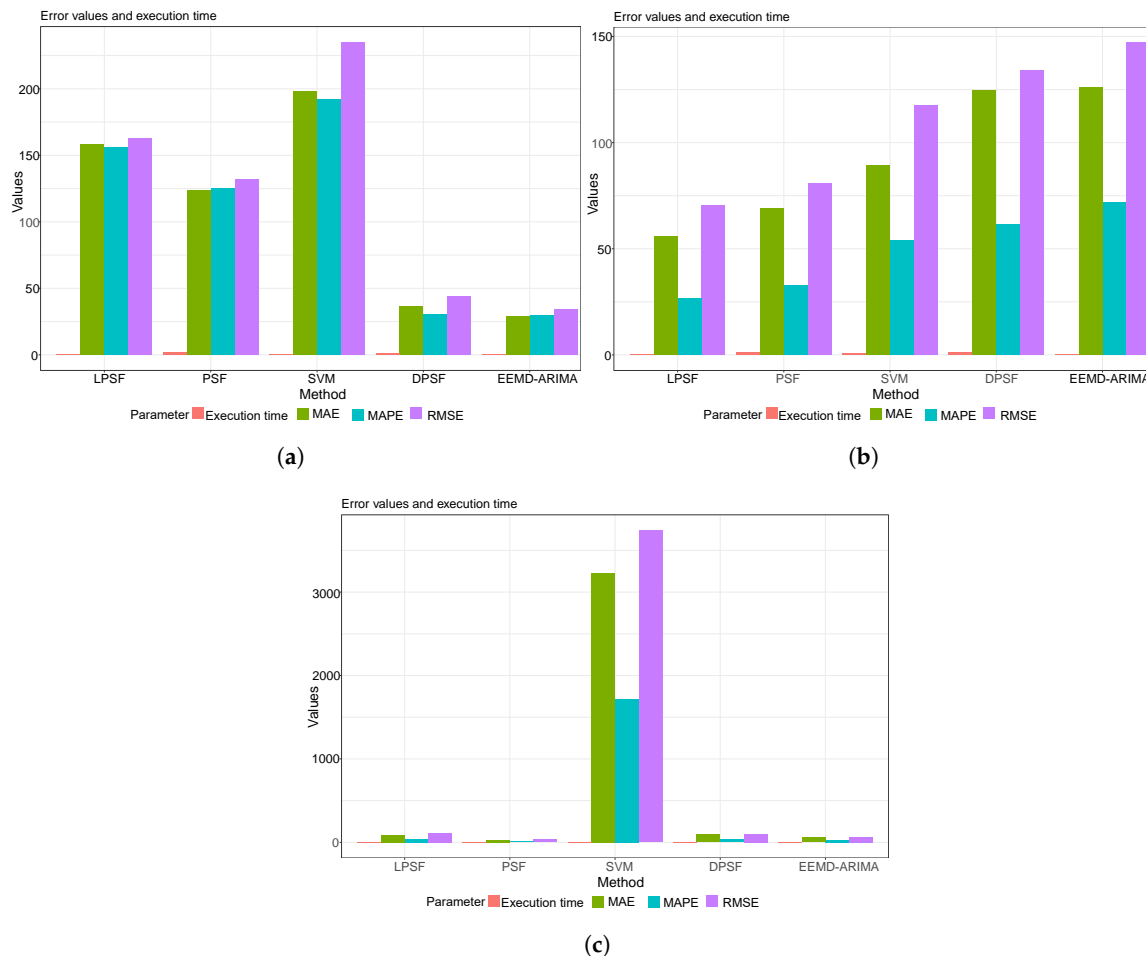 Error values and execution time
200
150
100
50
0
Values
LPSF PSF SVM DPSF EEMD-ARIMA
Method
Parameter Execution time MAE MAPE RMSE
(a)
Error values and execution time
150
100
50
0
Values
LPSF PSF SVM DPSF EEMD-ARIMA
Method
Parameter Execution time MAE MAPE RMSE
(b)
Error values and execution time
3000
2000
1000
0
Values
LPSF PSF SVM DPSF EEMD-ARIMA
Method
Parameter Execution time MAE MAPE RMSE
(c)